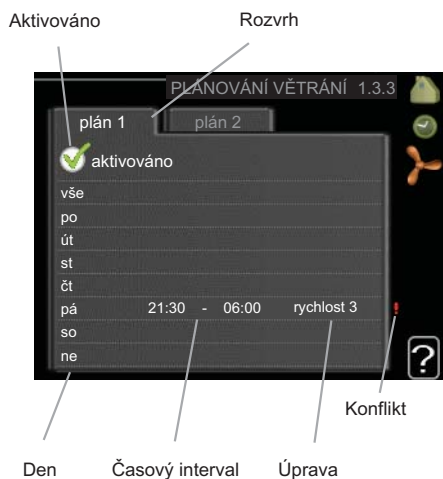 Aktivováno Rozvrh
PLÁNOVÁNÍ VĚTRÁNÍ 1.3.3
plán 1 plán 2
aktivováno
vše
po
út
st
čt
pá 21:30 - 06:00 rychlost 3 !
so
ne
?
Konflikt
Den Časový interval Úprava